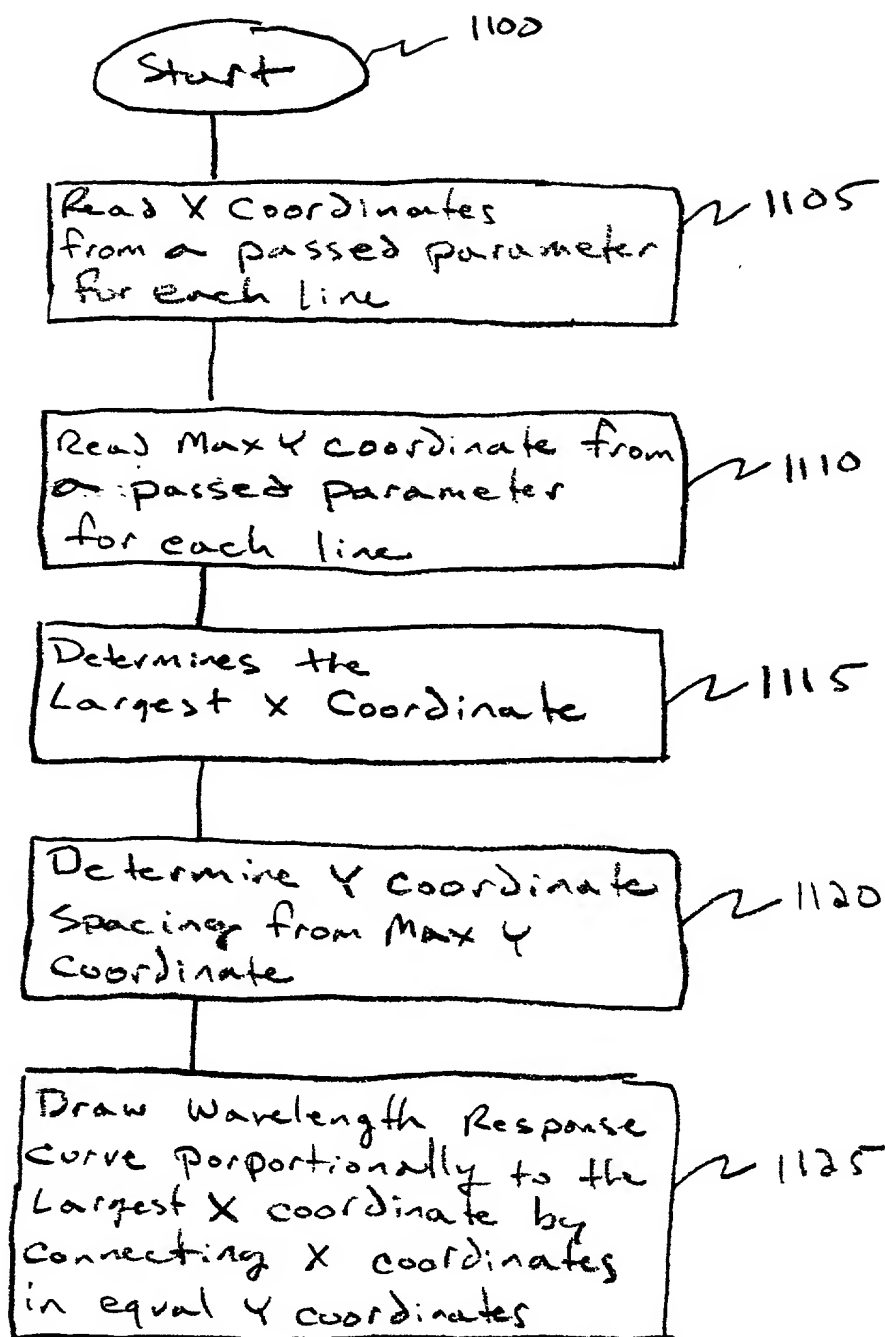 1100
Start
Read X Coordinates
from a passed parameter
for each line
1105
Read Max Y coordinate from
a passed parameter
for each line
1110
Determines the
Largest X Coordinate
1115
Determine Y coordinate
Spacing from Max Y
Coordinate
1120
Draw Wavelength Response
Curve porportionally to the
Largest X coordinate by
Connecting X coordinates
in equal Y coordinates
1125